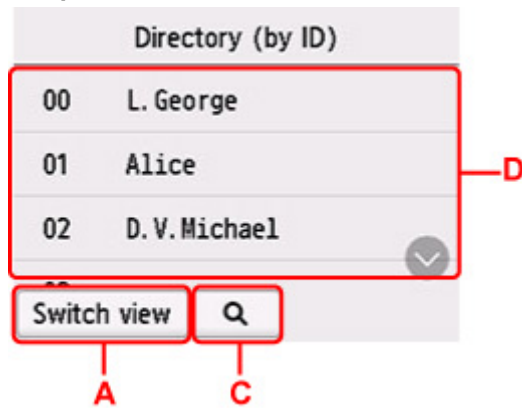 Directory (by ID)
00 L.George
01 Alice
D
02 D.V.Michael
Switch view
A C